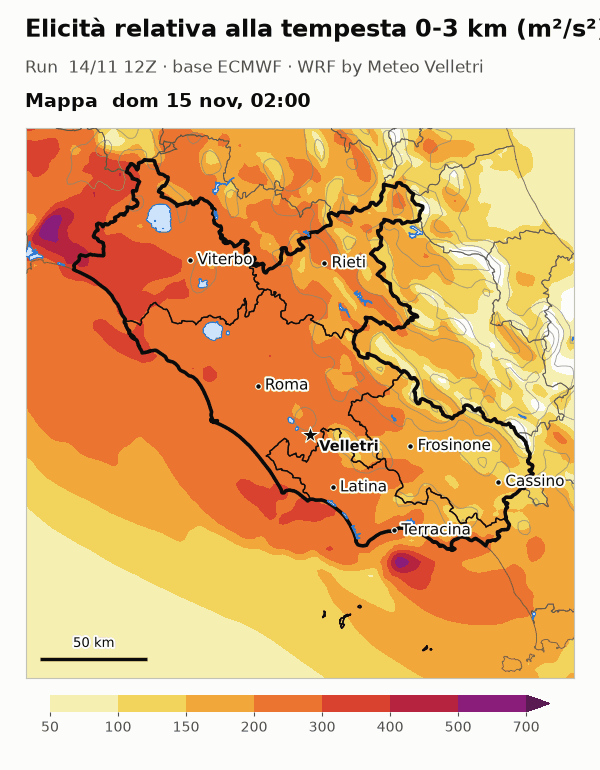 Elicità relativa alla tempesta 0-3 km (m²/s²)
Run 14/11 12Z · base ECMWF · WRF by Meteo Velletri
Mappa dom 15 nov, 02:00
Viterbo
Rieti
Roma
Velletri
Frosinone
Latina
Cassino
Terracina
50 km
50 100 150 200 300 400 500 700